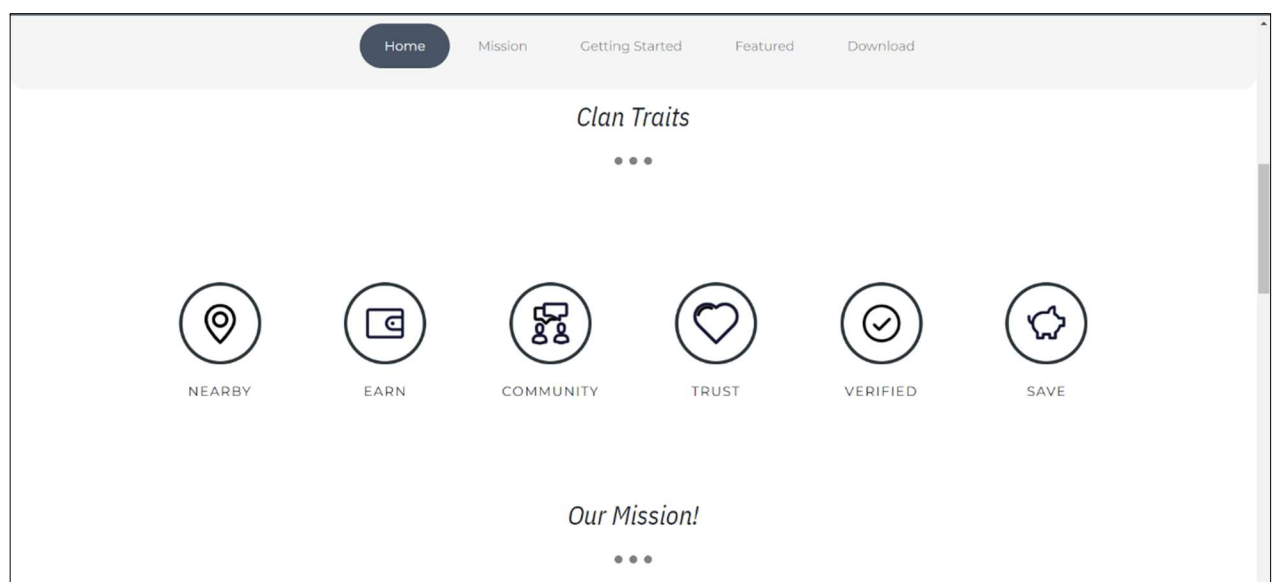 Home Mission Getting Started Featured Download
Clan Traits
NEARBY EARN COMMUNITY TRUST VERIFIED SAVE
Our Mission!